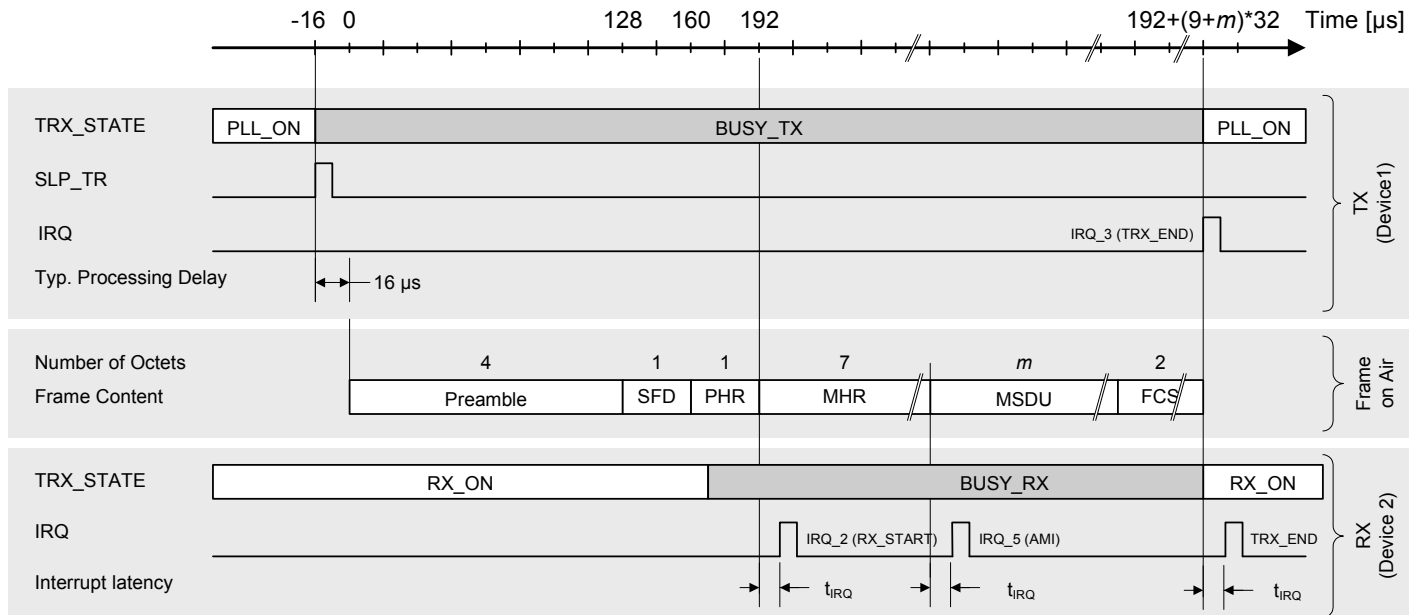 -16 0 128 160 192 192+(9+m)*32 Time [µs]
TRX_STATE PLL_ON BUSY_TX PLL_ON
SLP_TR
IRQ IRQ_3 (TRX_END)
Typ. Processing Delay 16 µs
TX
(Device1)
Number of Octets 4 1 1 7 m 2
Frame Content Preamble SFD PHR MHR MSDU FCS
Frame
on Air
TRX_STATE RX_ON BUSY_RX RX_ON
IRQ IRQ_2 (RX_START) IRQ_5 (AMI) TRX_END
Interrupt latency tIRQ tIRQ tIRQ
RX
(Device 2)